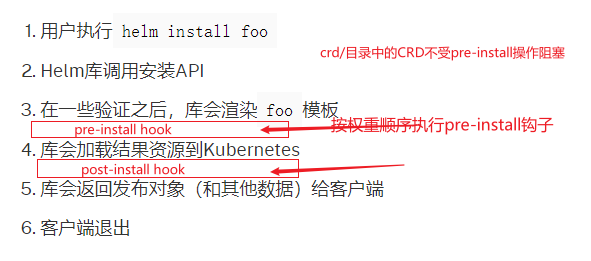 1. 用户执行 helm install foo
crd/目录中的CRD不受pre-install操作阻塞
2. Helm库调用安装API
3. 在一些验证之后，库会渲染 foo 模板
pre-install hook
按权重顺序执行pre-install钩子
4. 库会加载结果资源到Kubernetes
post-install hook
5. 库会返回发布对象（和其他数据）给客户端
6. 客户端退出